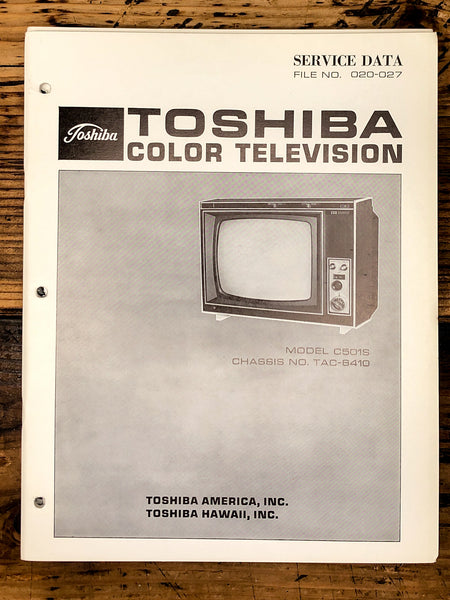 SERVICE DATA
FILE NO. 020-027
Toshiba
TOSHIBA
COLOR TELEVISION
MODEL C501S
CHASSIS NO. TAC-8410
TOSHIBA AMERICA, INC.
TOSHIBA HAWAII, INC.